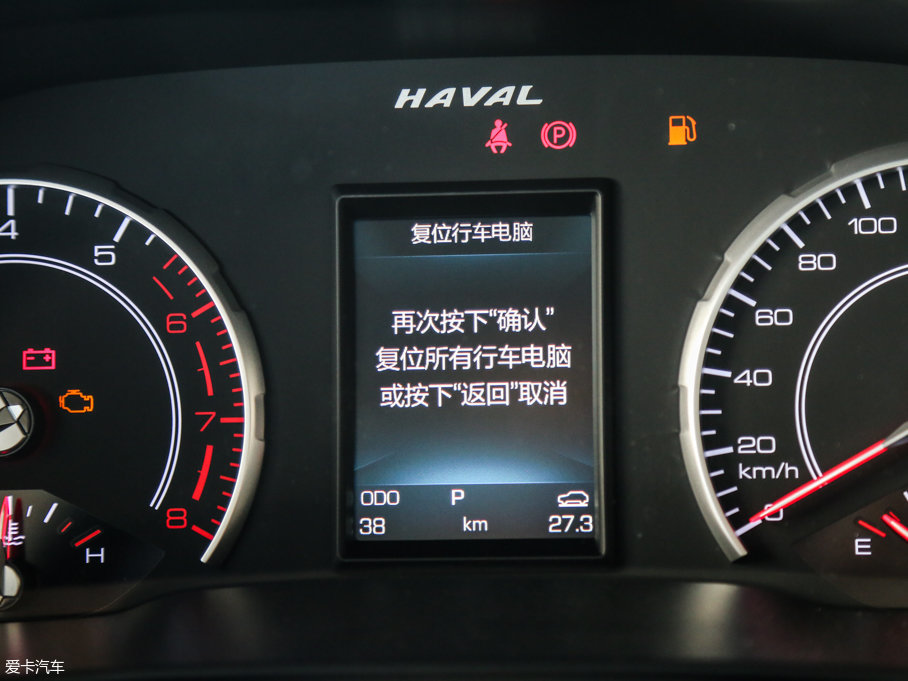 HAVAL
P
4
5
6
7
8
H
复位行车电脑
再次按下“确认”
复位所有行车电脑
或按下“返回”取消
ODO P
38 km 27.3
100
80
60
40
20
km/h
0
E
爱卡汽车